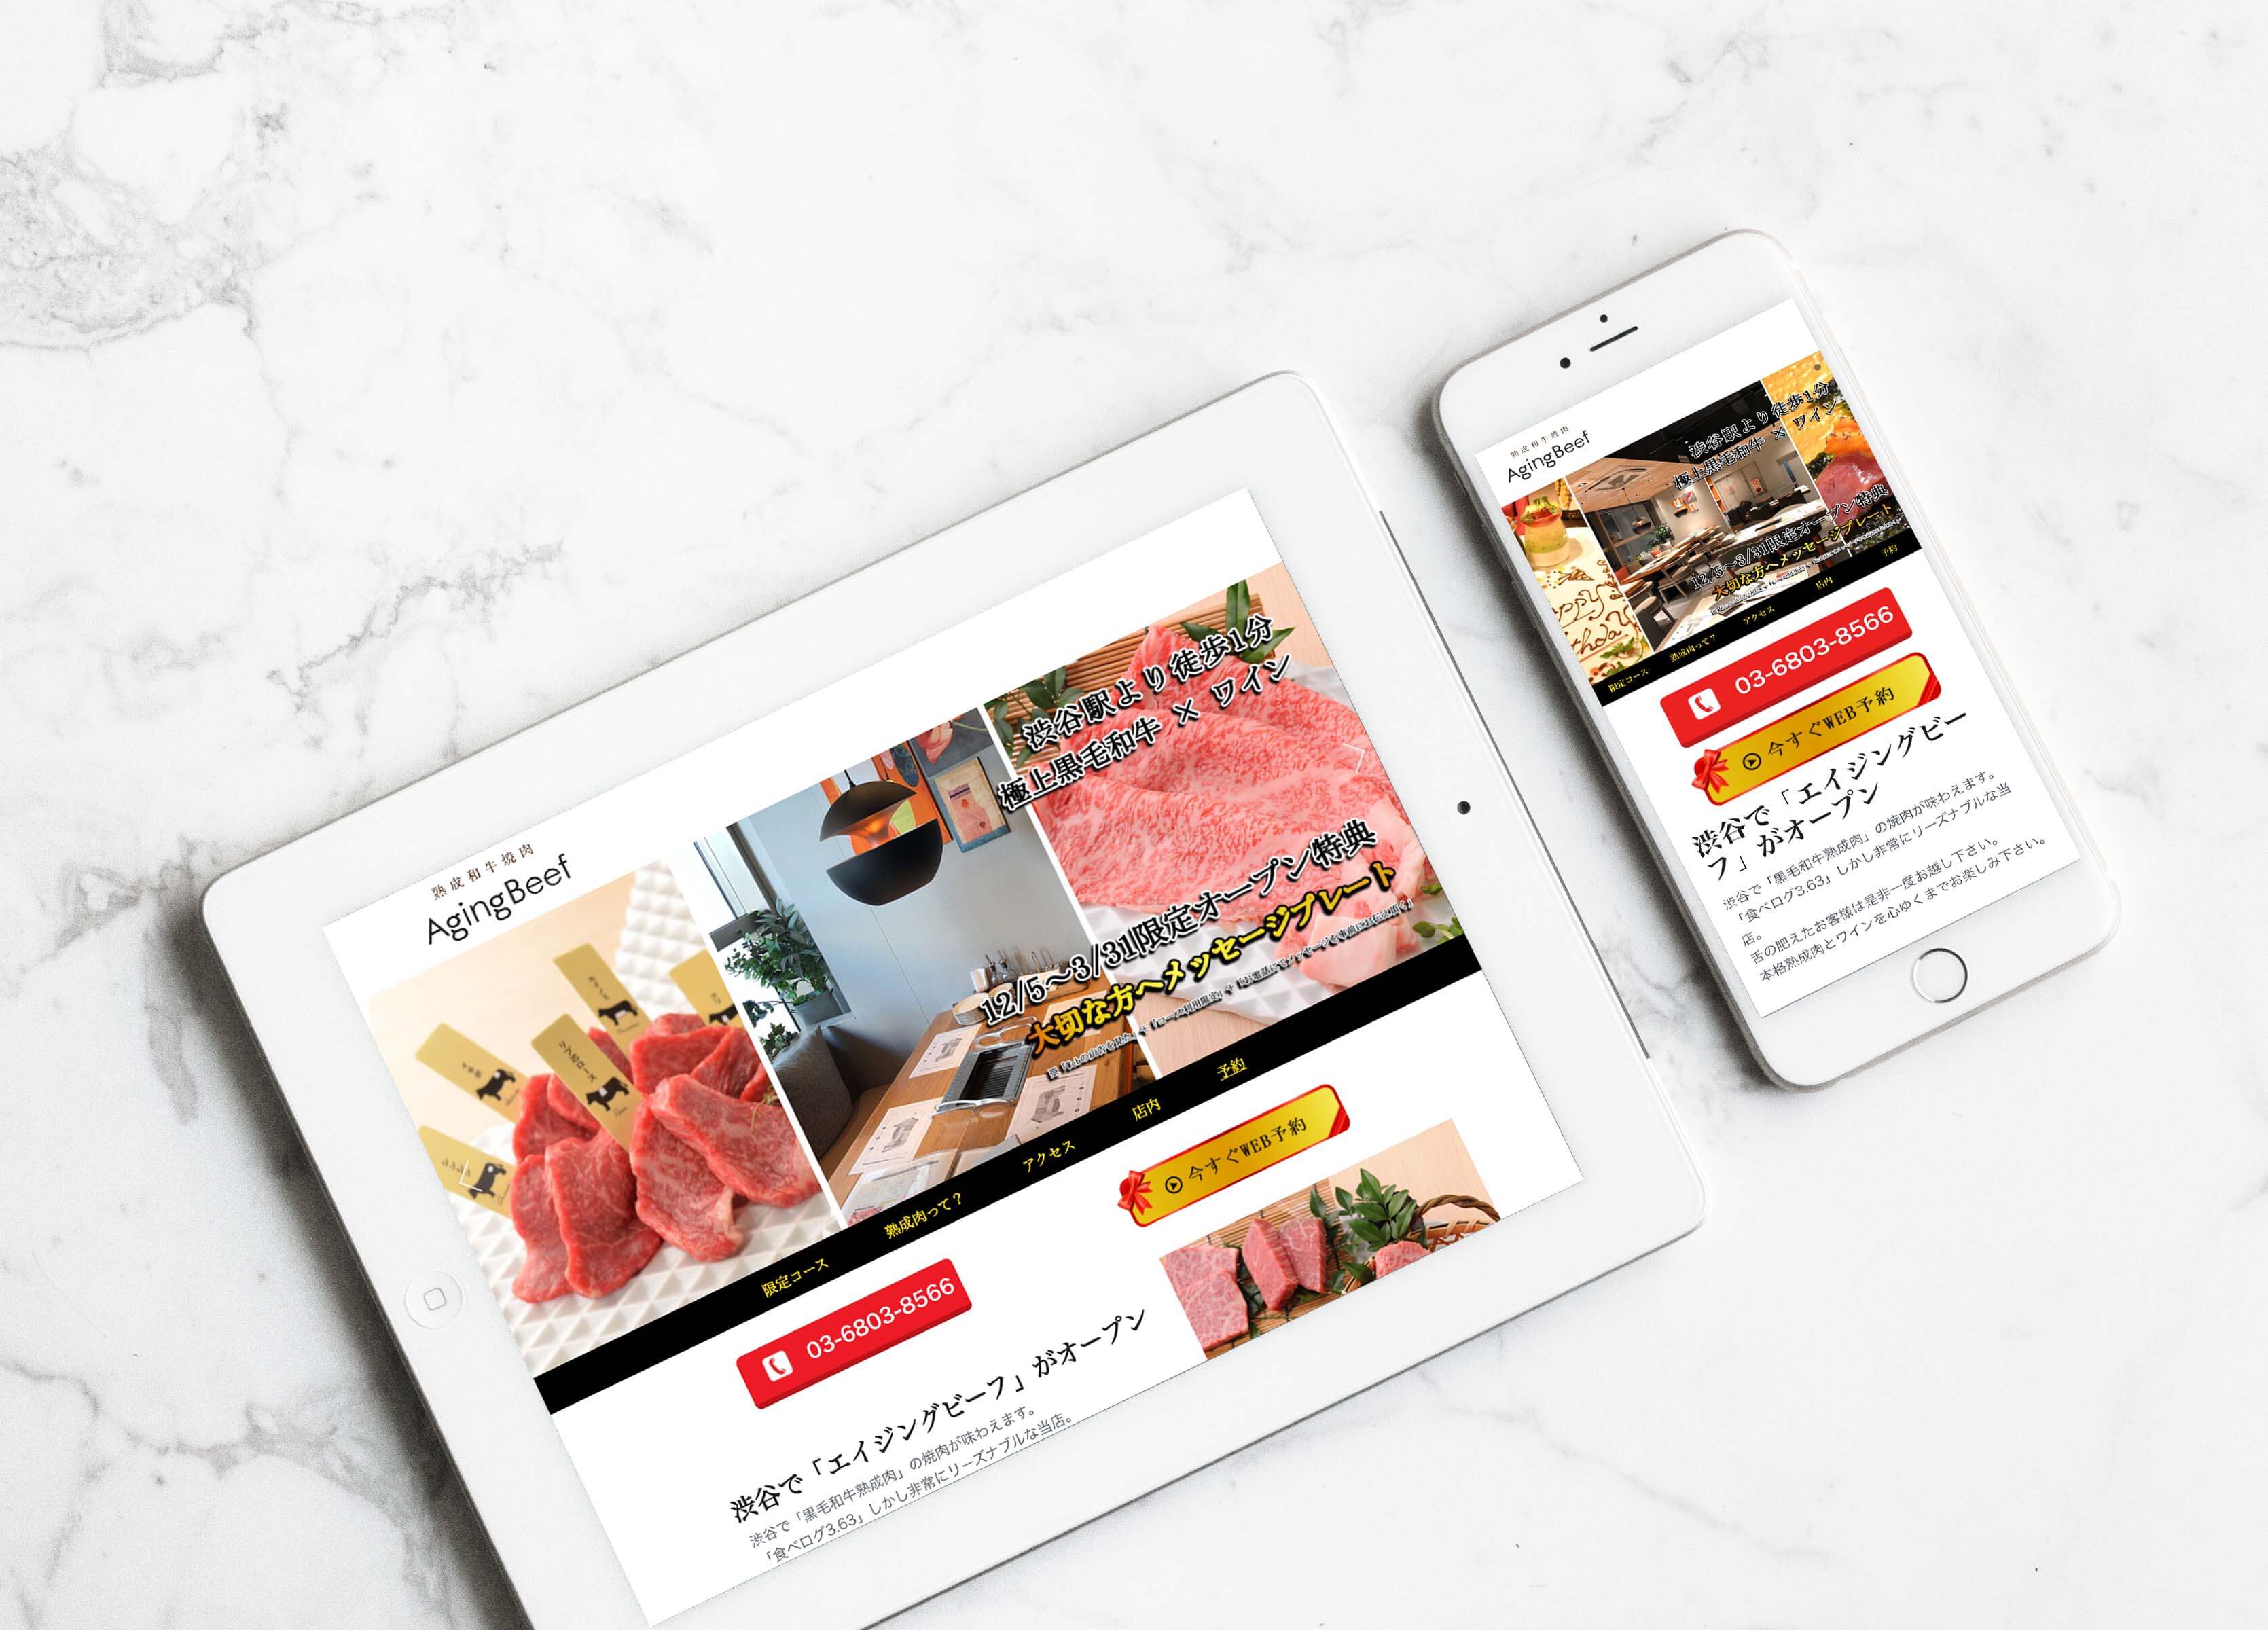 熟成和牛焼肉
AgingBeef
渋谷駅より徒歩1分
極上黒毛和牛 × ワイン
12/5～3/31限定オープン特典
大切な方へメッセージプレート
リブ芯ロース
限定コース
熟成肉って？
アクセス
店内
予約
03-6803-8566
今すぐWEB予約
渋谷で「エイジングビーフ」がオープン
渋谷で「黒毛和牛熟成肉」の焼肉が味わえます。
「食べログ3.63」しかし非常にリーズナブルな当店。
熟成和牛焼肉
AgingBeef
渋谷駅より徒歩1分
極上黒毛和牛 × ワイン
12/5～3/31限定オープン特典
大切な方へメッセージプレート
限定コース
熟成肉って？
アクセス
店内
予約
03-6803-8566
今すぐWEB予約
渋谷で「エイジングビー
フ」がオープン
渋谷で「黒毛和牛熟成肉」の焼肉が味わえます。
「食べログ3.63」しかし非常にリーズナブルな当
店。
舌の肥えたお客様は是非一度お越し下さい。
本格熟成肉とワインを心ゆくまでお楽しみ下さい。